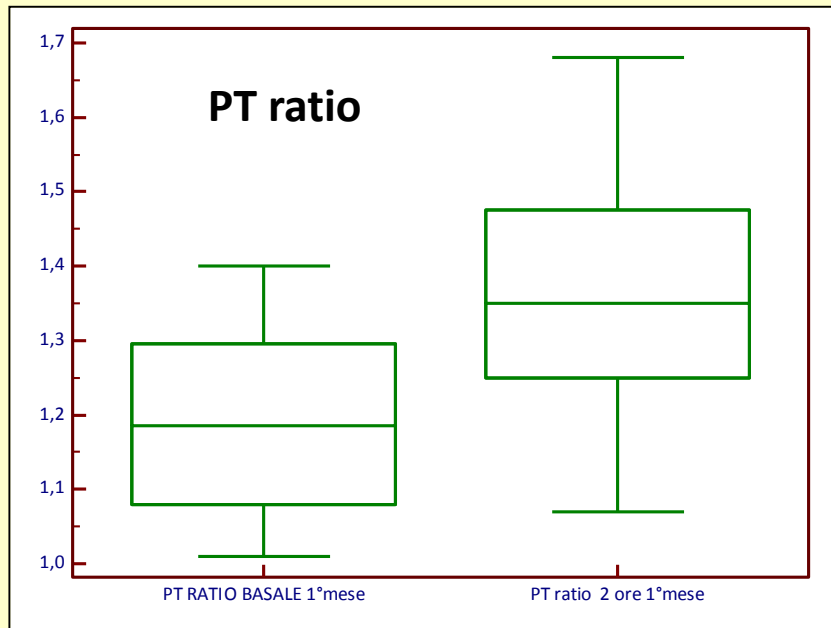 PT ratio
1,7
1,6
1,5
1,4
1,3
1,2
1,1
1,0
PT RATIO BASALE 1°mese
PT ratio 2 ore 1°mese